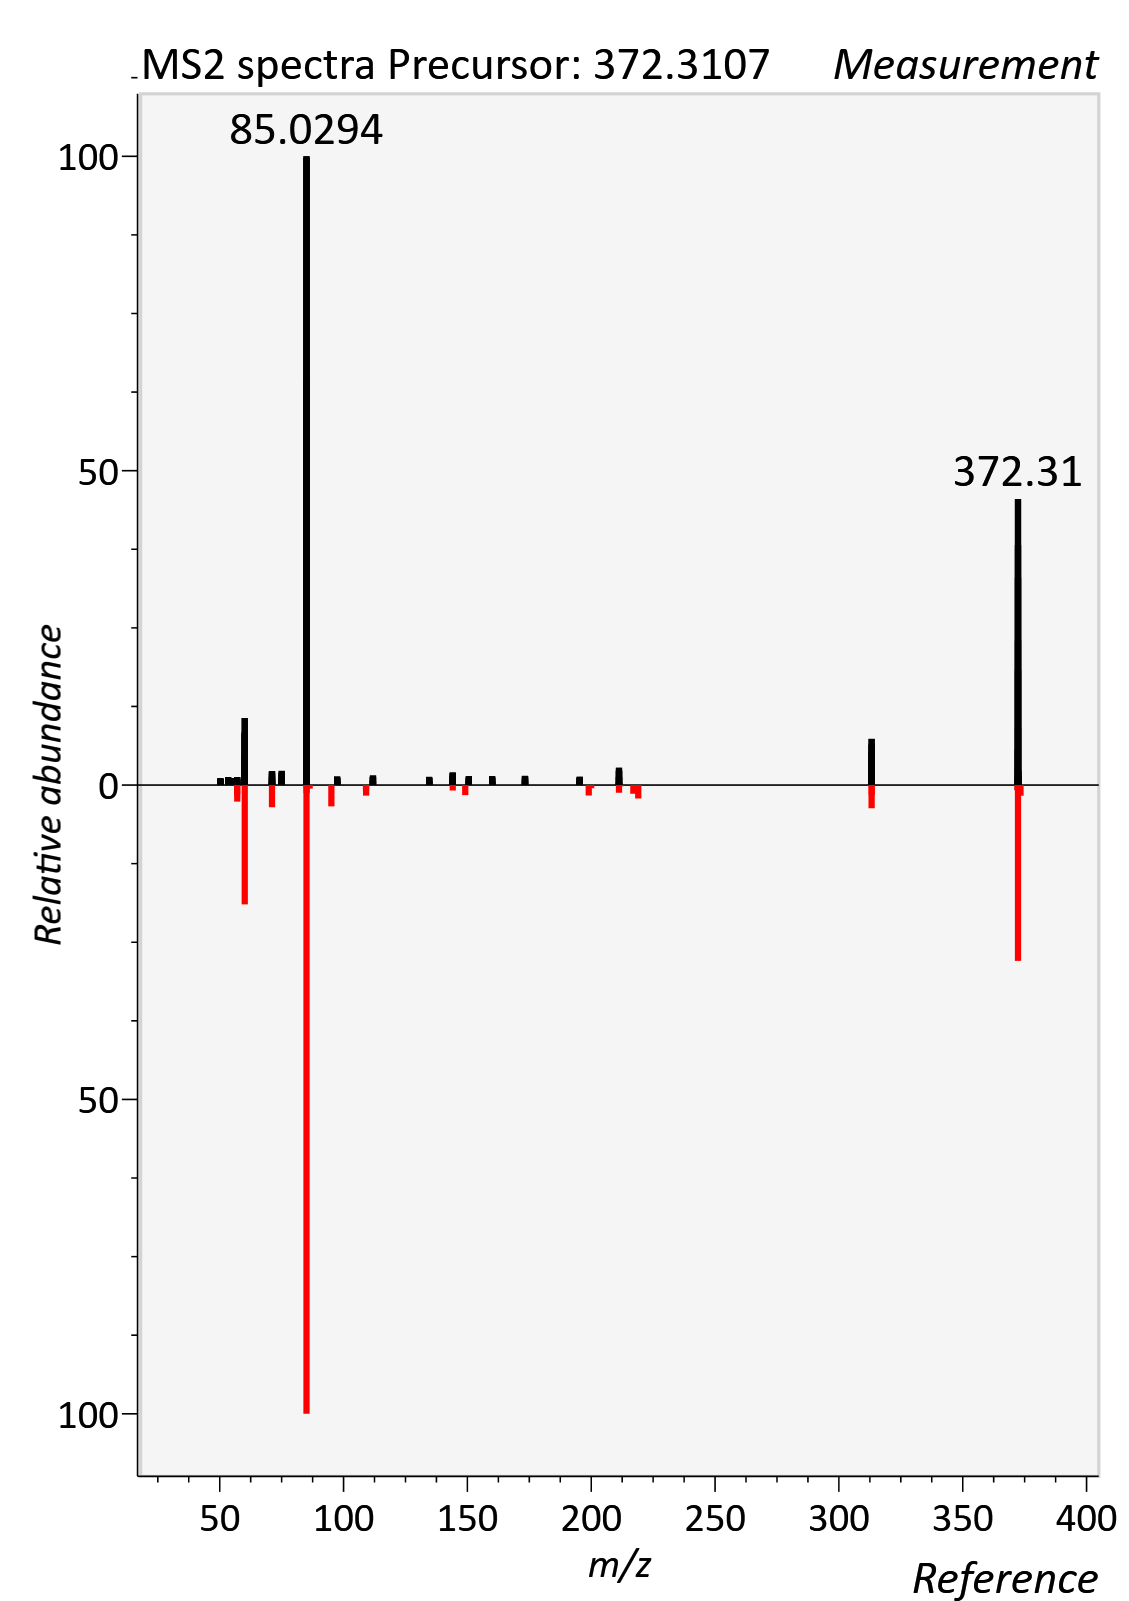 MS2 spectra Precursor: 372.3107 Measurement
85.0294
100
50
372.31
0
50
100
Relative abundance
50 100 150 200 250 300 350 400
m/z
Reference